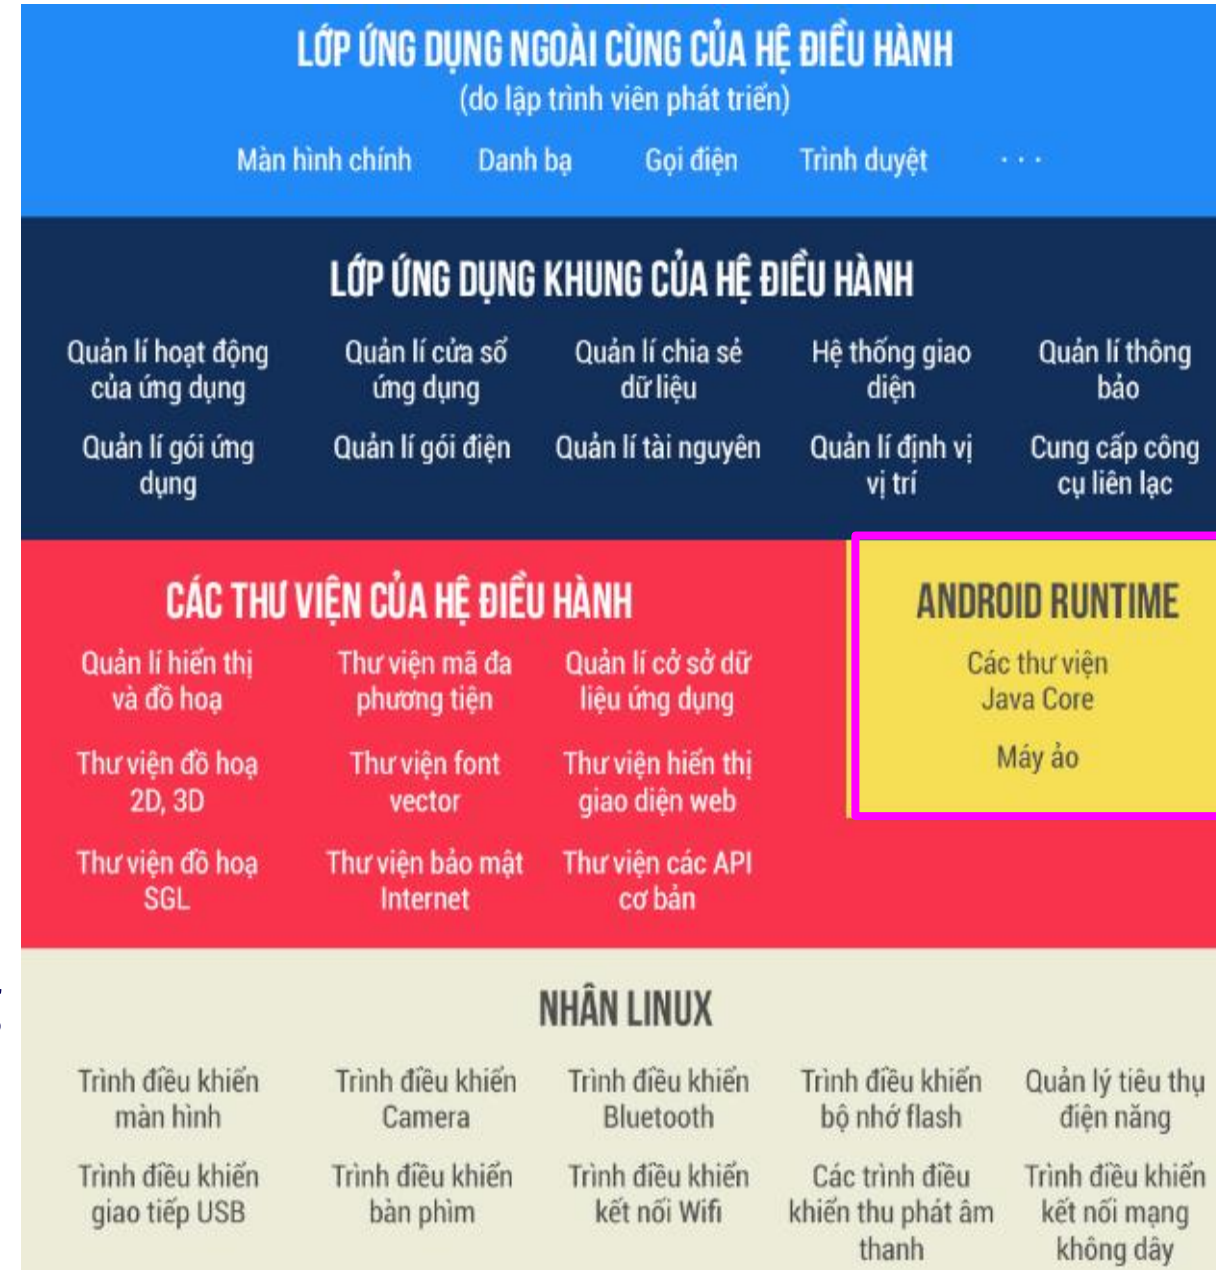 LỚP ỨNG DỤNG NGOÀI CÙNG CỦA HỆ ĐIỀU HÀNH
(do lập trình viên phát triển)
Màn hình chính Danh bạ Gọi điện Trình duyệt ...
LỚP ỨNG DỤNG KHUNG CỦA HỆ ĐIỀU HÀNH
Quản lí hoạt động Quản lí cửa sổ Quản lí chia sẻ Hệ thống giao Quản lí thông
của ứng dụng ứng dụng dữ liệu diện báo
Quản lí gói ứng Quản lí gói điện Quản lí tài nguyên Quản lí định vị Cung cấp công
dụng vị trí cụ liên lạc
CÁC THƯ VIỆN CỦA HỆ ĐIỀU HÀNH ANDROID RUNTIME
Quản lí hiển thị Thư viện mã đa Quản lí cở sở dữ Các thư viện
và đồ hoạ phương tiện liệu ứng dụng Java Core
Thư viện đồ hoạ Thư viện font Thư viện hiển thị Máy ảo
2D, 3D vector giao diện web
Thư viện đồ hoạ Thư viện bảo mật Thư viện các API
SGL Internet cơ bản
NHÂN LINUX
Trình điều khiển Trình điều khiển Trình điều khiển Trình điều khiển Quản lý tiêu thụ
màn hình Camera Bluetooth bộ nhớ flash điện năng
Trình điều khiển Trình điều khiển Trình điều khiển Các trình điều Trình điều khiển
giao tiếp USB bàn phìm kết nối Wifi khiển thu phát âm kết nối mạng
thanh không dây